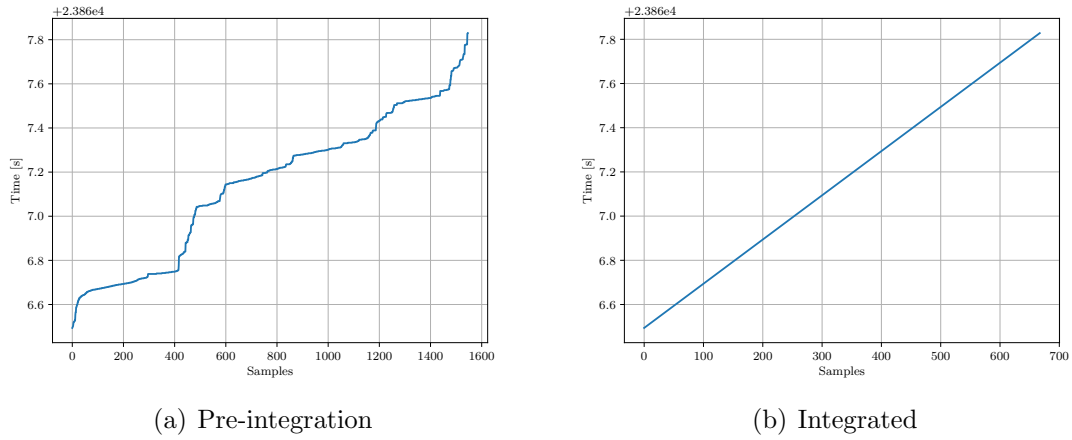 +2.386e4
7.8
7.6
7.4
7.2
7.0
6.8
6.6
Time [s]
0 200 400 600 800 1000 1200 1400 1600
Samples
(a) Pre-integration
+2.386e4
7.8
7.6
7.4
7.2
7.0
6.8
6.6
Time [s]
0 100 200 300 400 500 600 700
Samples
(b) Integrated